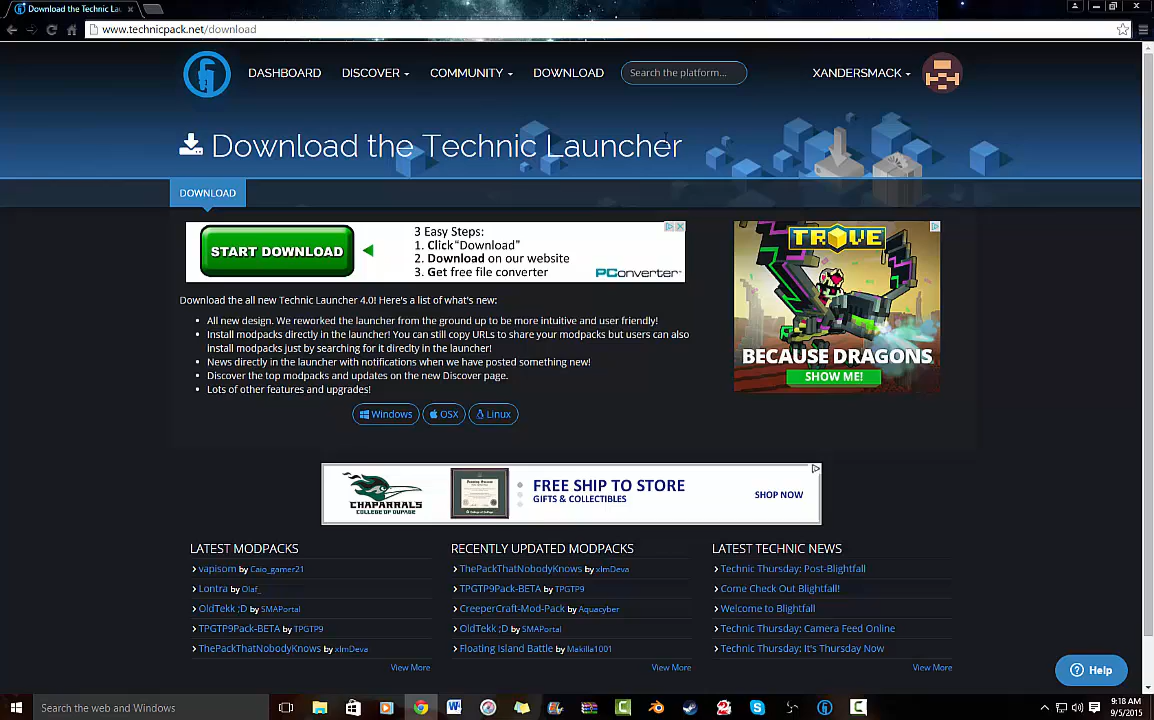 Download the Technic La
www.technicpack.net/download
DASHBOARD DISCOVER COMMUNITY DOWNLOAD Search the platform... XANDERSMACK
Download the Technic Launcher
DOWNLOAD
START DOWNLOAD
3 Easy Steps:
1. Click"Download"
2. Download on our website
3. Get free file converter
PConverter™
TROVE
BECAUSE DRAGONS
SHOW ME!
Download the all new Technic Launcher 4.0! Here's a list of what's new:
All new design. We reworked the launcher from the ground up to be more intuitive and user friendly!
Install modpacks directly in the launcher! You can still copy URLs to share your modpacks but users can also
install modpacks just by searching for it direclty in the launcher!
News directly in the launcher with notifications when we have posted something new!
Discover the top modpacks and updates on the new Discover page.
Lots of other features and upgrades!
Windows OSX Linux
CHAPARRALS
COLLEGE OF DUPAGE
FREE SHIP TO STORE
GIFTS & COLLECTIBLES
SHOP NOW
LATEST MODPACKS
vapisom by Caio_gamer21
Lontra by Olaf_
OldTekk ;D by SMAPortal
TPGTP9Pack-BETA by TPGTP9
ThePackThatNobodyKnows by xImDeva
View More
RECENTLY UPDATED MODPACKS
ThePackThatNobodyKnows by xImDeva
TPGTP9Pack-BETA by TPGTP9
CreeperCraft-Mod-Pack by Aquacyber
OldTekk ;D by SMAPortal
Floating Island Battle by Makilla1001
View More
LATEST TECHNIC NEWS
Technic Thursday: Post-Blightfall
Come Check Out Blightfall!
Welcome to Blightfall
Technic Thursday: Camera Feed Online
Technic Thursday: It's Thursday Now
View More
Help
Search the web and Windows
9:18 AM
9/5/2015